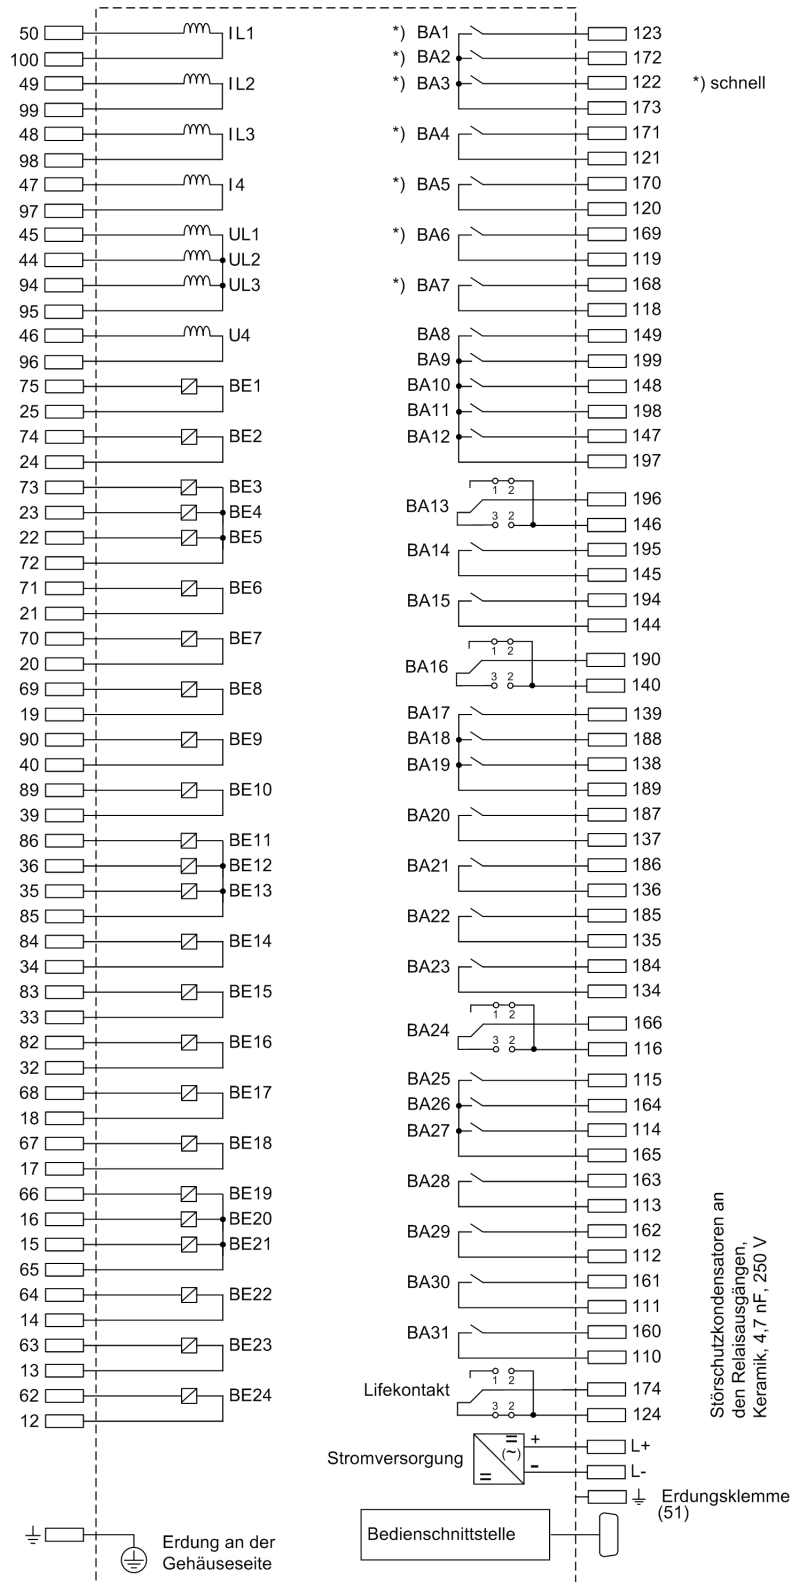 50 IL1 *) BA1 123
100 *) BA2 172
49 IL2 *) BA3 122 *) schnell
99 173
48 IL3 *) BA4 171
98 121
47 I4 *) BA5 170
97 120
45 UL1 *) BA6 169
44 UL2 119
94 UL3 *) BA7 168
95 118
46 U4 BA8 149
96 BA9 199
75 BE1 BA10 148
25 BA11 198
74 BE2 BA12 147
24 197
73 BE3 1 2
23 BE4 BA13 196
22 BE5 3 2 146
72 BA14 195
145
71 BE6 BA15 194
21 144
70 BE7 1 2
20 BA16 190
69 BE8 3 2 140
19 BA17 139
90 BE9 BA18 188
40 BA19 138
89 BE10 189
39 BA20 187
86 BE11 137
36 BE12 BA21 186
35 BE13 136
85 BA22 185
84 BE14 135
34 BA23 184
83 BE15 134
33 1 2
BA24 166
82 BE16 3 2 116
32 BA25 115
68 BE17 BA26 164
18 BA27 114
67 BE18 165
17 BA28 163
66 BE19 113
16 BE20 BA29 162
15 BE21 112
65 BA30 161
64 BE22 111
14 BA31 160
63 BE23 110
13 1 2
62 BE24 Lifekontakt 174
12 3 2 124
Störschutzkondensatoren an
den Relaisausgängen,
Keramik, 4,7 nF, 250 V
Stromversorgung = (~) = + L+
- L-
Erdungsklemme
(51)
Erdung an der
Gehäuseseite
Bedienschnittstelle